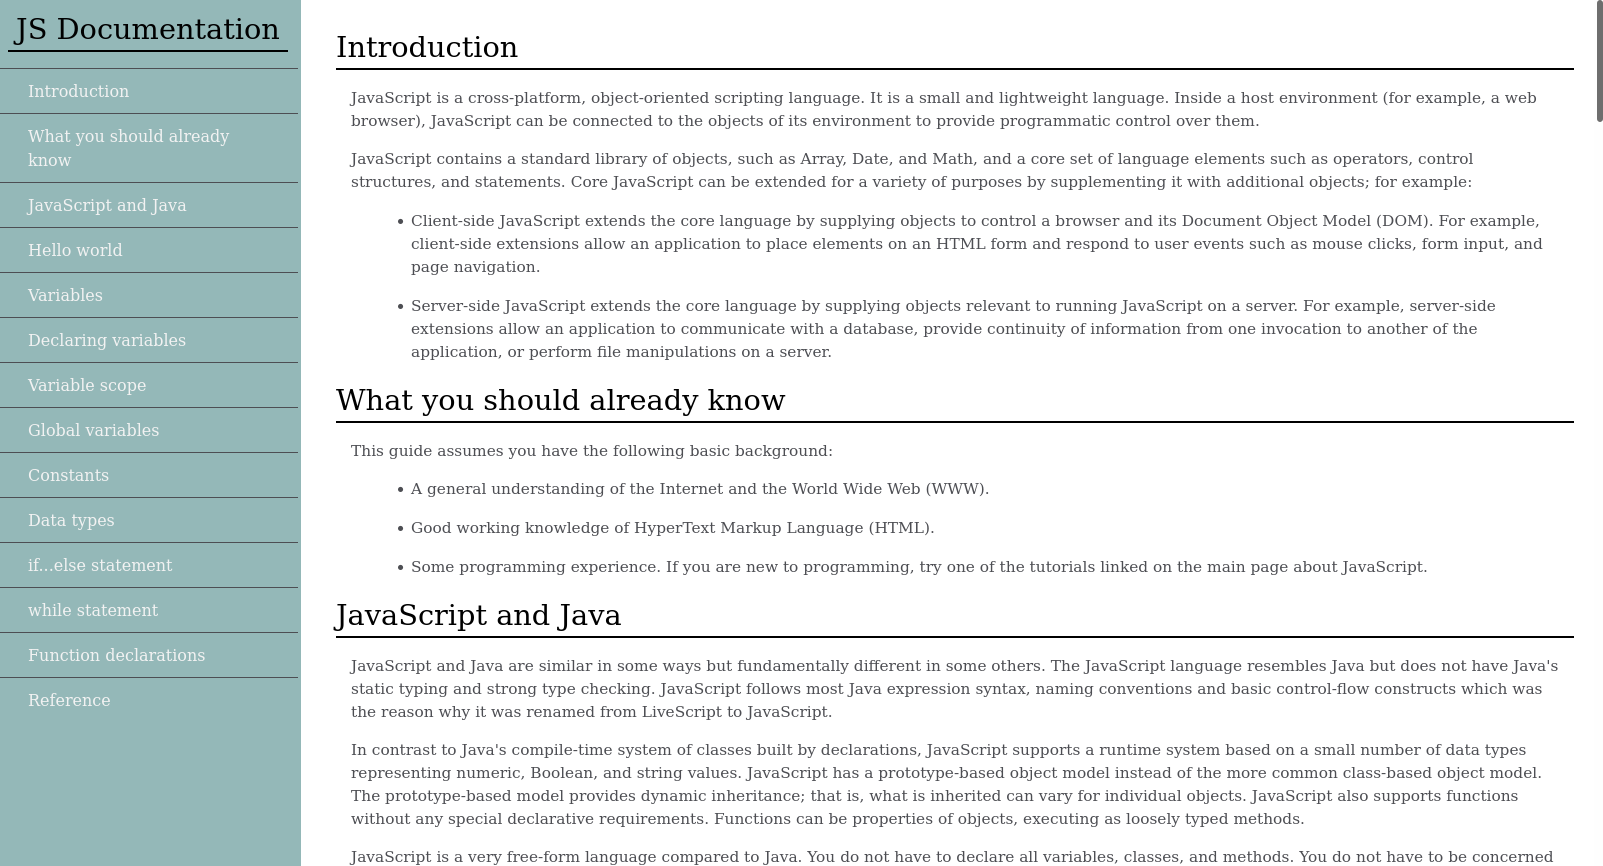 JS Documentation
Introduction
What you should already
know
JavaScript and Java
Hello world
Variables
Declaring variables
Variable scope
Global variables
Constants
Data types
if...else statement
while statement
Function declarations
Reference
Introduction
JavaScript is a cross-platform, object-oriented scripting language. It is a small and lightweight language. Inside a host environment (for example, a web
browser), JavaScript can be connected to the objects of its environment to provide programmatic control over them.
JavaScript contains a standard library of objects, such as Array, Date, and Math, and a core set of language elements such as operators, control
structures, and statements. Core JavaScript can be extended for a variety of purposes by supplementing it with additional objects; for example:
• Client-side JavaScript extends the core language by supplying objects to control a browser and its Document Object Model (DOM). For example,
client-side extensions allow an application to place elements on an HTML form and respond to user events such as mouse clicks, form input, and
page navigation.
• Server-side JavaScript extends the core language by supplying objects relevant to running JavaScript on a server. For example, server-side
extensions allow an application to communicate with a database, provide continuity of information from one invocation to another of the
application, or perform file manipulations on a server.
What you should already know
This guide assumes you have the following basic background:
• A general understanding of the Internet and the World Wide Web (WWW).
• Good working knowledge of HyperText Markup Language (HTML).
• Some programming experience. If you are new to programming, try one of the tutorials linked on the main page about JavaScript.
JavaScript and Java
JavaScript and Java are similar in some ways but fundamentally different in some others. The JavaScript language resembles Java but does not have Java's
static typing and strong type checking. JavaScript follows most Java expression syntax, naming conventions and basic control-flow constructs which was
the reason why it was renamed from LiveScript to JavaScript.
In contrast to Java's compile-time system of classes built by declarations, JavaScript supports a runtime system based on a small number of data types
representing numeric, Boolean, and string values. JavaScript has a prototype-based object model instead of the more common class-based object model.
The prototype-based model provides dynamic inheritance; that is, what is inherited can vary for individual objects. JavaScript also supports functions
without any special declarative requirements. Functions can be properties of objects, executing as loosely typed methods.
JavaScript is a very free-form language compared to Java. You do not have to declare all variables, classes, and methods. You do not have to be concerned